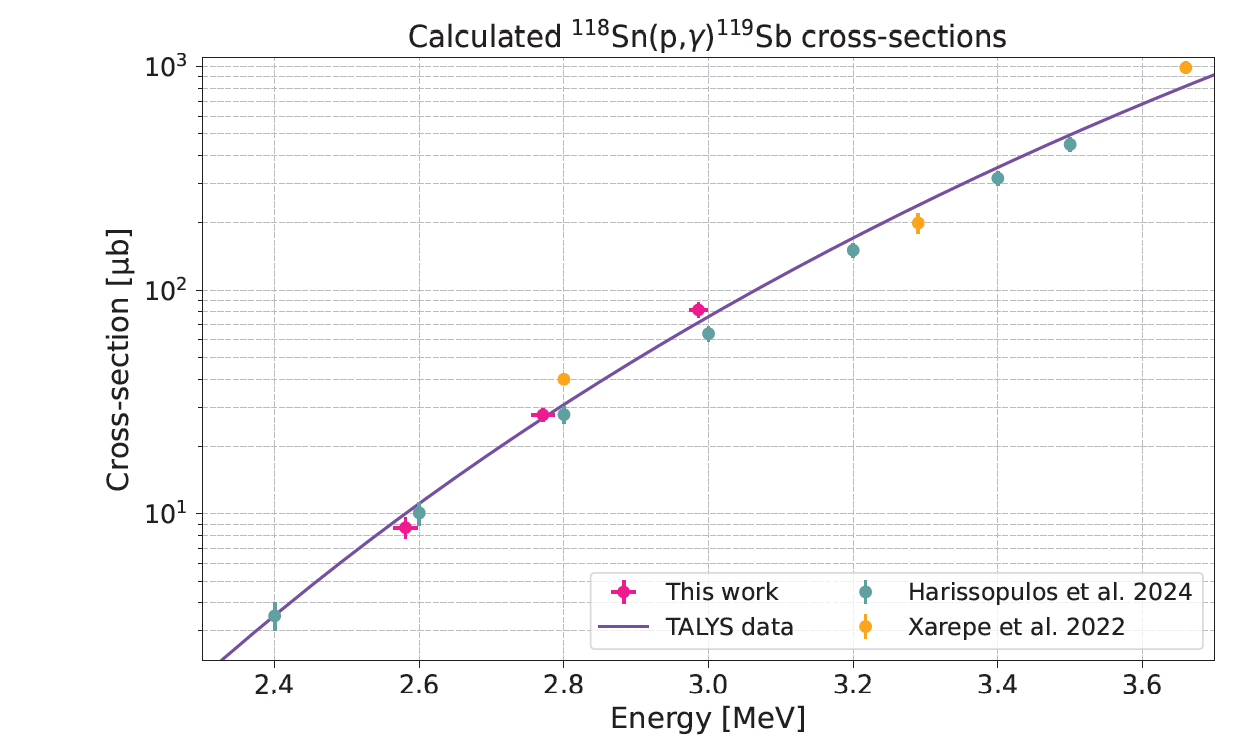 Calculated ¹¹⁸Sn(p,γ)¹¹⁹Sb cross-sections
10³
10²
10¹
Cross-section [μb]
2.4 2.6 2.8 3.0 3.2 3.4 3.6
Energy [MeV]
This work
TALYS data
Harissopulos et al. 2024
Xarepe et al. 2022